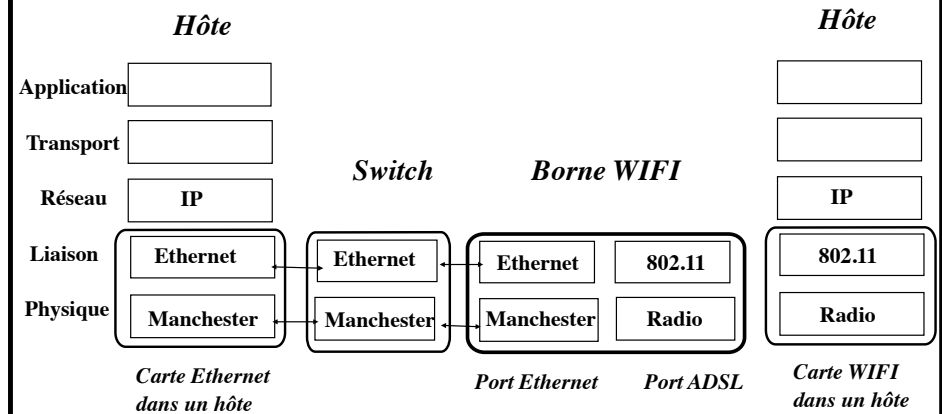 Hôte
Hôte
Application
Transport
Switch
Borne WIFI
Réseau
IP
IP
Liaison
Ethernet
Ethernet
Ethernet
802.11
802.11
Physique
Manchester
Manchester
Manchester
Radio
Radio
Carte Ethernet
dans un hôte
Port Ethernet
Port ADSL
Carte WIFI
dans un hôte